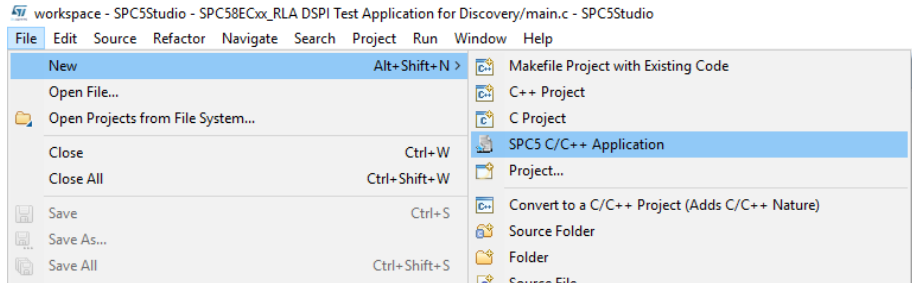 workspace - SPC5Studio - SPC58ECxx_RLA DSPI Test Application for Discovery/main.c - SPC5Studio
File Edit Source Refactor Navigate Search Project Run Window Help
New Alt+Shift+N >
Open File...
Open Projects from File System...
Close Ctrl+W
Close All Ctrl+Shift+W
Save Ctrl+S
Save As...
Save All Ctrl+Shift+S
Makefile Project with Existing Code
C++ Project
C Project
SPC5 C/C++ Application
Project...
Convert to a C/C++ Project (Adds C/C++ Nature)
Source Folder
Folder
Source File